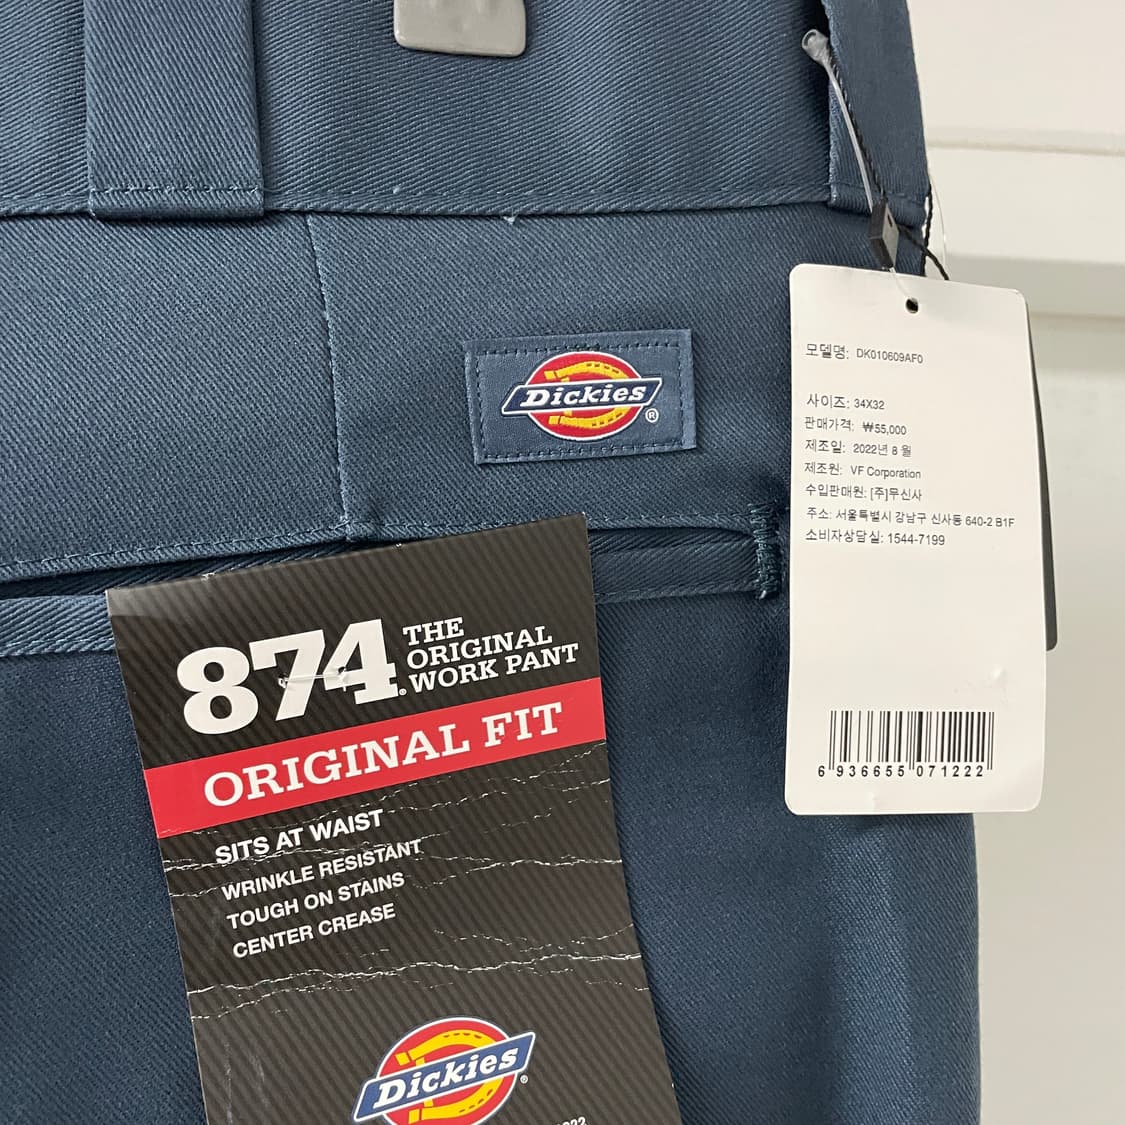 Dickies®
모델명: DK010609AF0
사이즈: 34X32
판매가격: ₩55,000
제조일: 2022년 8 월
제조원: VF Corporation
수입판매원: [주]무신사
주소: 서울특별시 강남구 신사동 640-2 B1F
소비자상담실: 1544-7199
6 936655 071222
874®
THE
ORIGINAL
WORK PANT
ORIGINAL FIT
SITS AT WAIST
WRINKLE RESISTANT
TOUGH ON STAINS
CENTER CREASE
Dickies®